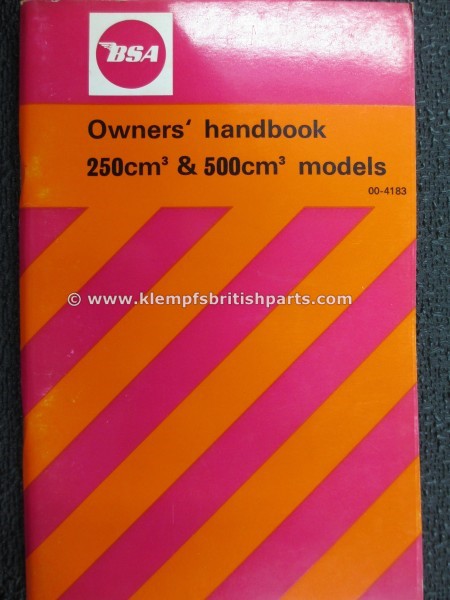 BSA
Owners' handbook
250cm³ & 500cm³ models
00-4183
© www.klempfsbritishparts.com